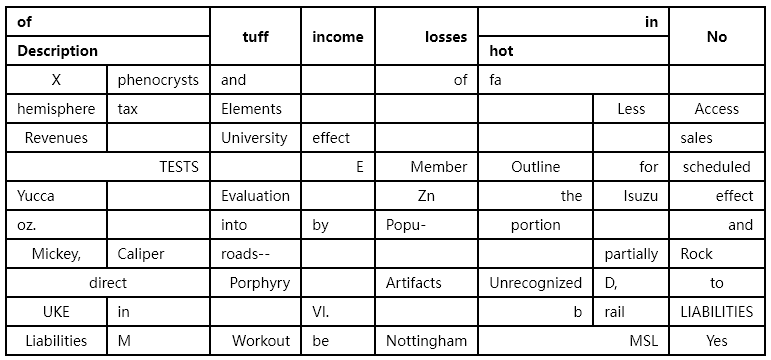 of tuff income losses in No
Description hot
X phenocrysts and of fa
hemisphere tax Elements Less Access
Revenues University effect sales
TESTS E Member Outline for scheduled
Yucca Evaluation Zn the Isuzu effect
oz. into by Popu- portion and
Mickey, Caliper roads-- partially Rock
direct Porphyry Artifacts Unrecognized D, to
UKE in VI. b rail LIABILITIES
Liabilities M Workout be Nottingham MSL Yes